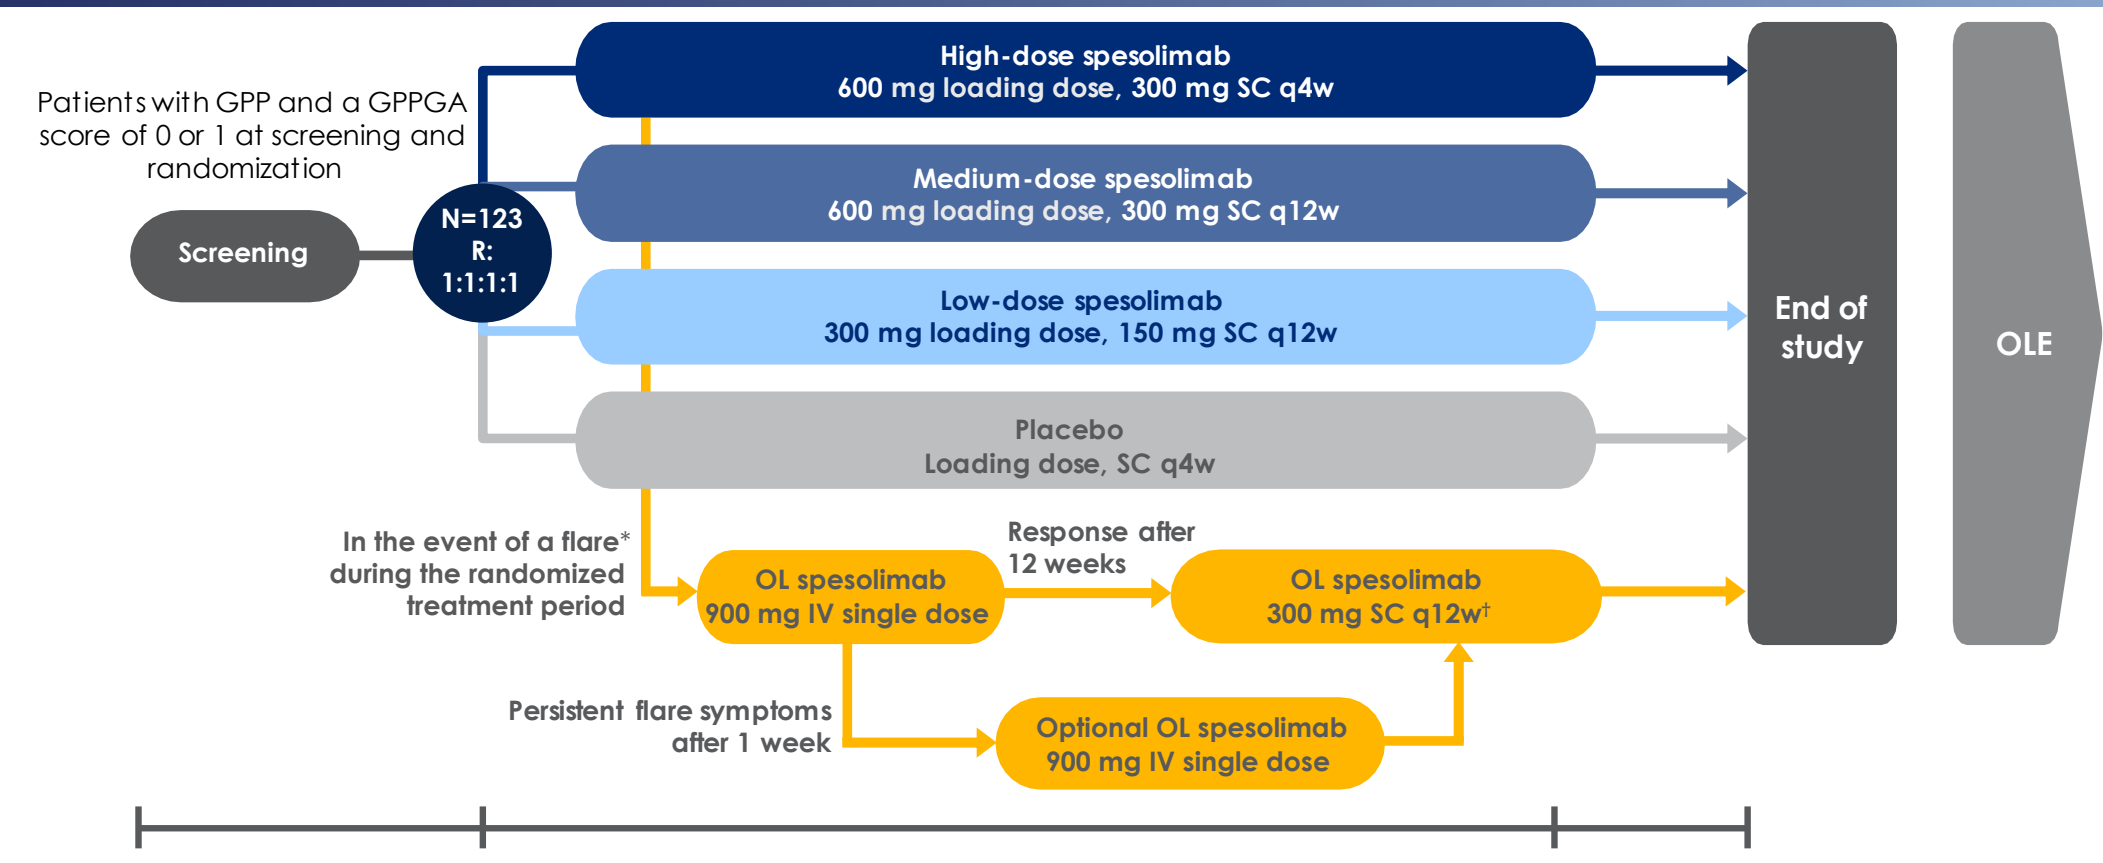 Patients with GPP and a GPPGA
score of 0 or 1 at screening and
randomization
Screening
N=123
R:
1:1:1:1
High-dose spesolimab
600 mg loading dose, 300 mg SC q4w
Medium-dose spesolimab
600 mg loading dose, 300 mg SC q12w
Low-dose spesolimab
300 mg loading dose, 150 mg SC q12w
Placebo
Loading dose, SC q4w
In the event of a flare*
during the randomized
treatment period
OL spesolimab
900 mg IV single dose
Response after
12 weeks
OL spesolimab
300 mg SC q12w†
Persistent flare symptoms
after 1 week
Optional OL spesolimab
900 mg IV single dose
End of
study
OLE